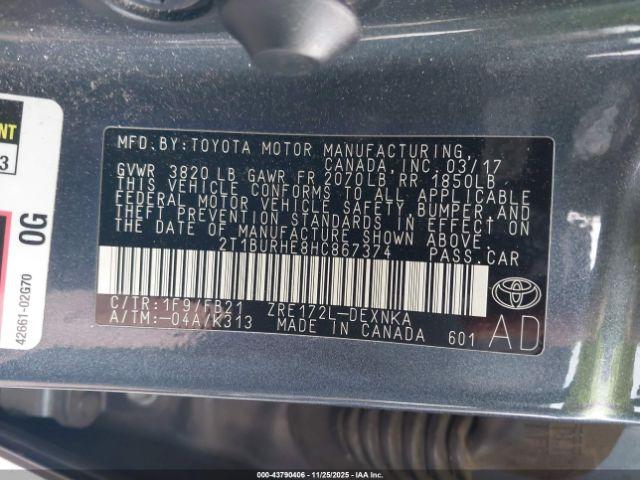 MFD.BY:TOYOTA MOTOR MANUFACTURING,
CANADA, INC. 03/17
GVWR 3820 LB GAWR FR 2070LB RR 1850LB
THIS VEHICLE CONFORMS TO ALL APPLICABLE
FEDERAL MOTOR VEHICLE SAFETY, BUMPER, AND
THEFT PREVENTION STANDARDS IN EFFECT ON
THE DATE OF MANUFACTURE SHOWN ABOVE.
2T1BURHE8HC867374 PASS.CAR
C/TR:1F9/FB21 ZRE172L-DEXNKA
A/TM:-04A/K313 MADE IN CANADA 601
AD
3
0G
42661-02G70
000-43790406 - 11/25/2025 - IAA Inc.